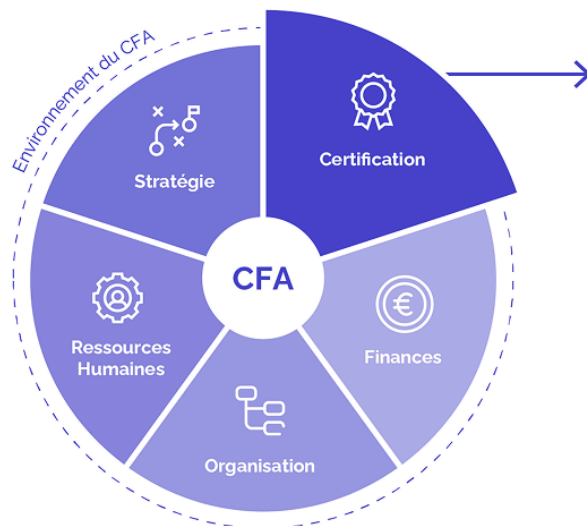 Environnement du CFA
Certification
Stratégie
CFA
Ressources
Humaines
Finances
€
Organisation